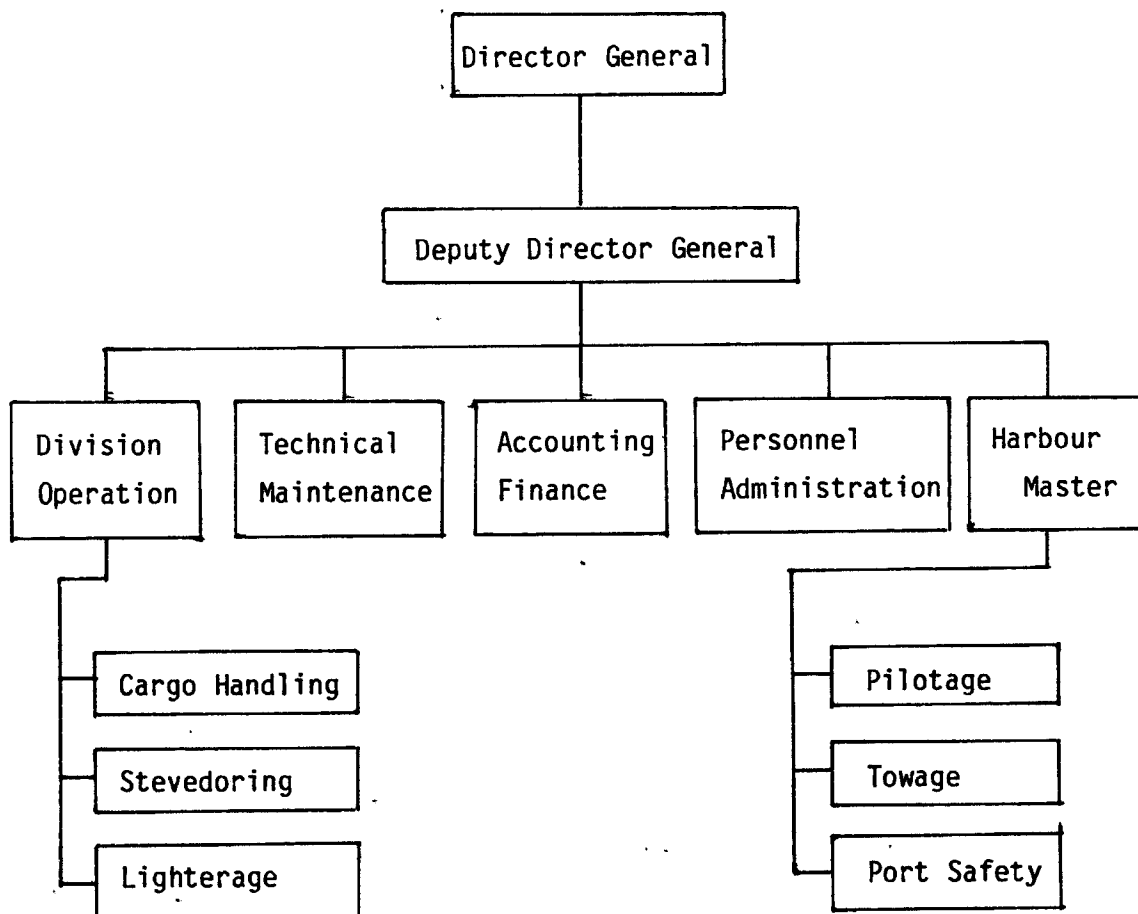 Director General
Deputy Director General
Division
Operation
Technical
Maintenance
Accounting
Finance
Personnel
Administration
Harbour
Master
Cargo Handling
Stevedoring
Lighterage
Pilotage
Towage
Port Safety